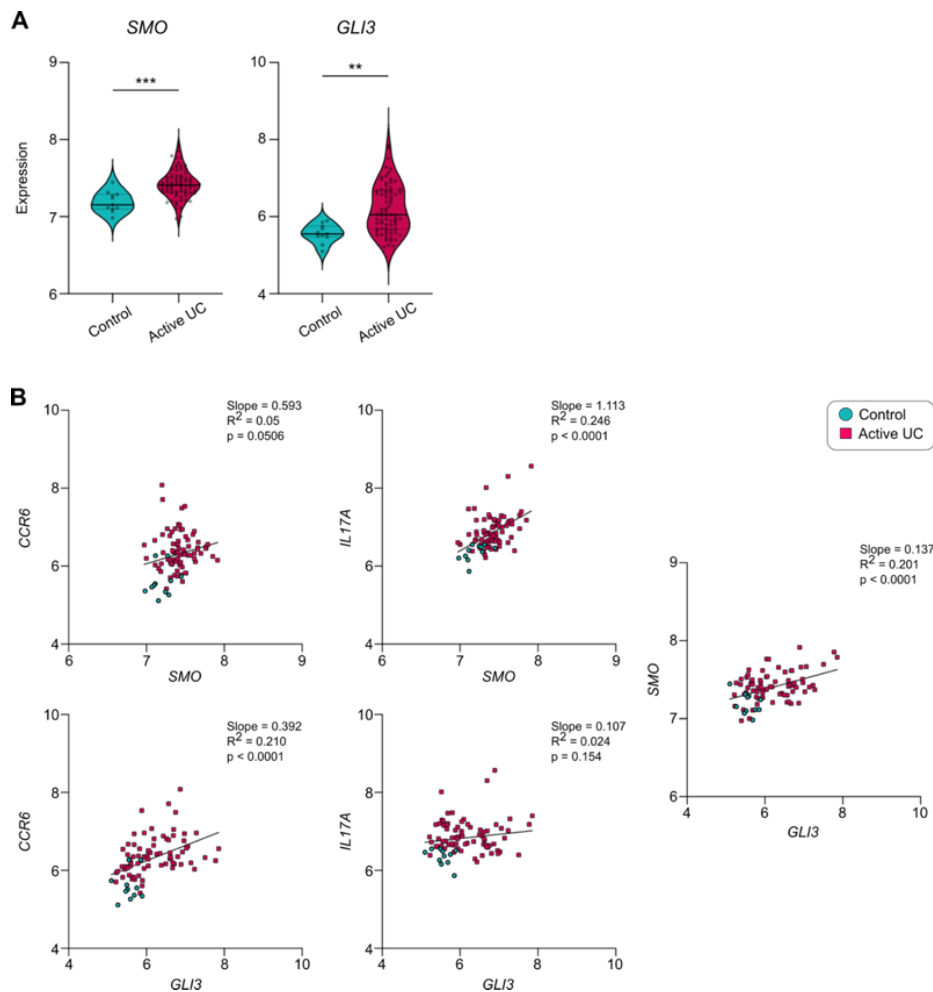 A
SMO
GLI3
Expression
9
8
7
6
***
Control
Active UC
10
8
6
4
**
Control
Active UC
B
Control
Active UC
CCR6
10
8
6
4
Slope = 0.593
R2 = 0.05
p = 0.0506
6 7 8 9
SMO
IL17A
10
8
6
4
Slope = 1.113
R2 = 0.246
p < 0.0001
6 7 8 9
SMO
CCR6
10
8
6
4
Slope = 0.392
R2 = 0.210
p < 0.0001
4 6 8 10
GLI3
IL17A
10
8
6
4
Slope = 0.107
R2 = 0.024
p = 0.154
4 6 8 10
GLI3
SMO
9
8
7
6
Slope = 0.137
R2 = 0.201
p < 0.0001
4 6 8 10
GLI3